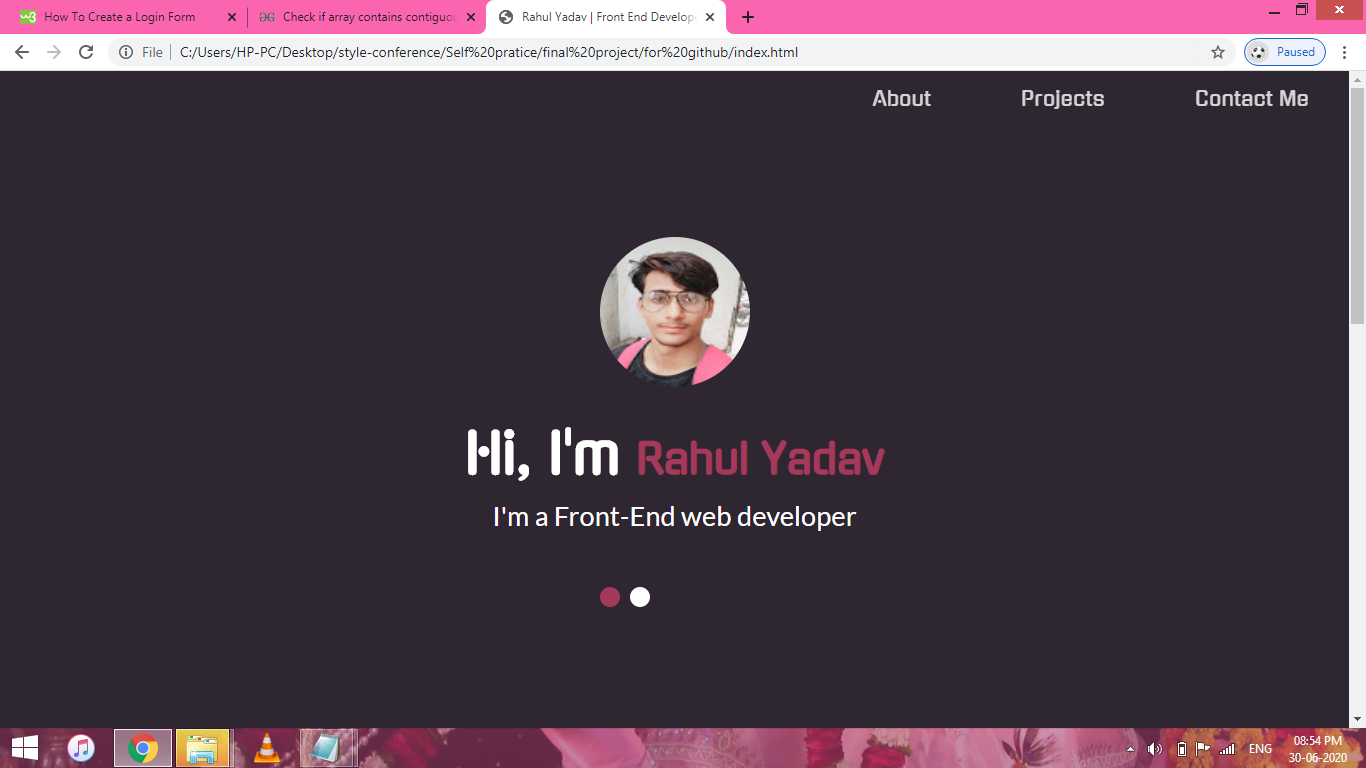 How To Create a Login Form
Check if array contains contiguou
Rahul Yadav | Front End Develop
File
C:/Users/HP-PC/Desktop/style-conference/Self%20pratice/final%20project/for%20github/index.html
Paused
About Projects Contact Me
Hi, I'm Rahul Yadav
I'm a Front-End web developer
ENG
08:54 PM
30-06-2020